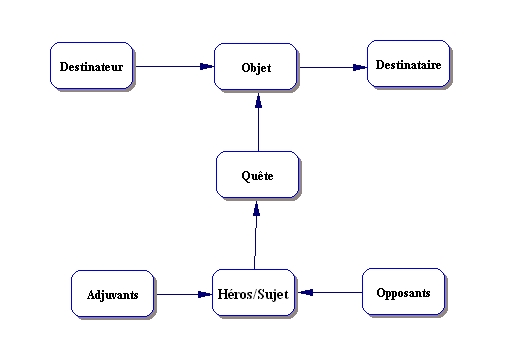 Destinateur
Objet
Destinataire
Quête
Adjuvants
Héros/Sujet
Opposants